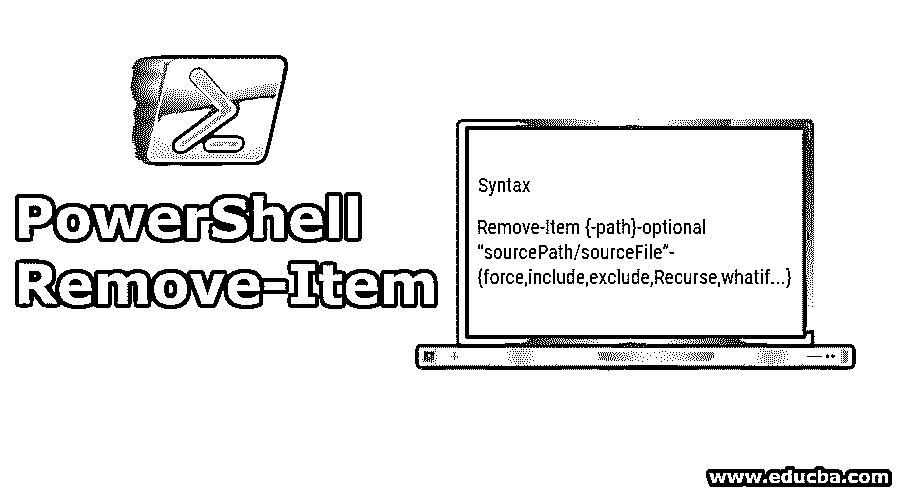 PowerShell
Remove-Item
Syntax
Remove-Item {-path}-optional
“sourcePath/sourceFile”-
{force,include,exclude,Recurse,whatif...}
www.educba.com